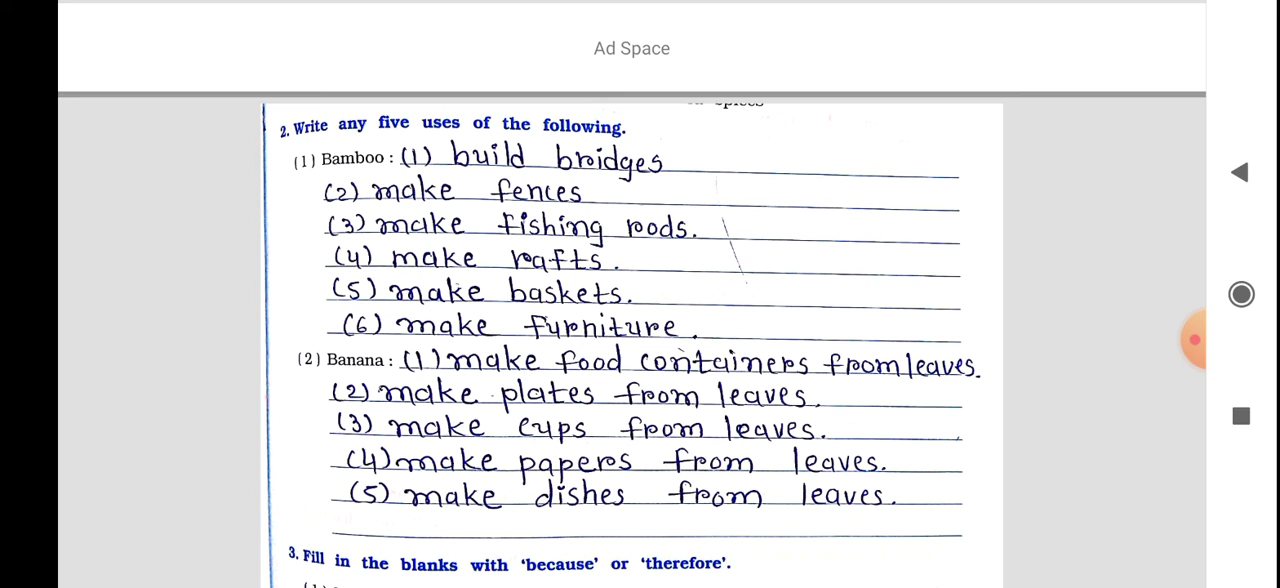 Ad Space
2. Write any five uses of the following.
(1) Bamboo : (1) build bridges
(2) make fences
(3) make fishing rods.
(4) make rafts.
(5) make baskets.
(6) make furniture.
(2) Banana : (1) make food containers from leaves.
(2) make plates from leaves.
(3) make cups from leaves.
(4) make papers from leaves.
(5) make dishes from leaves.
3. Fill in the blanks with 'because' or 'therefore'.